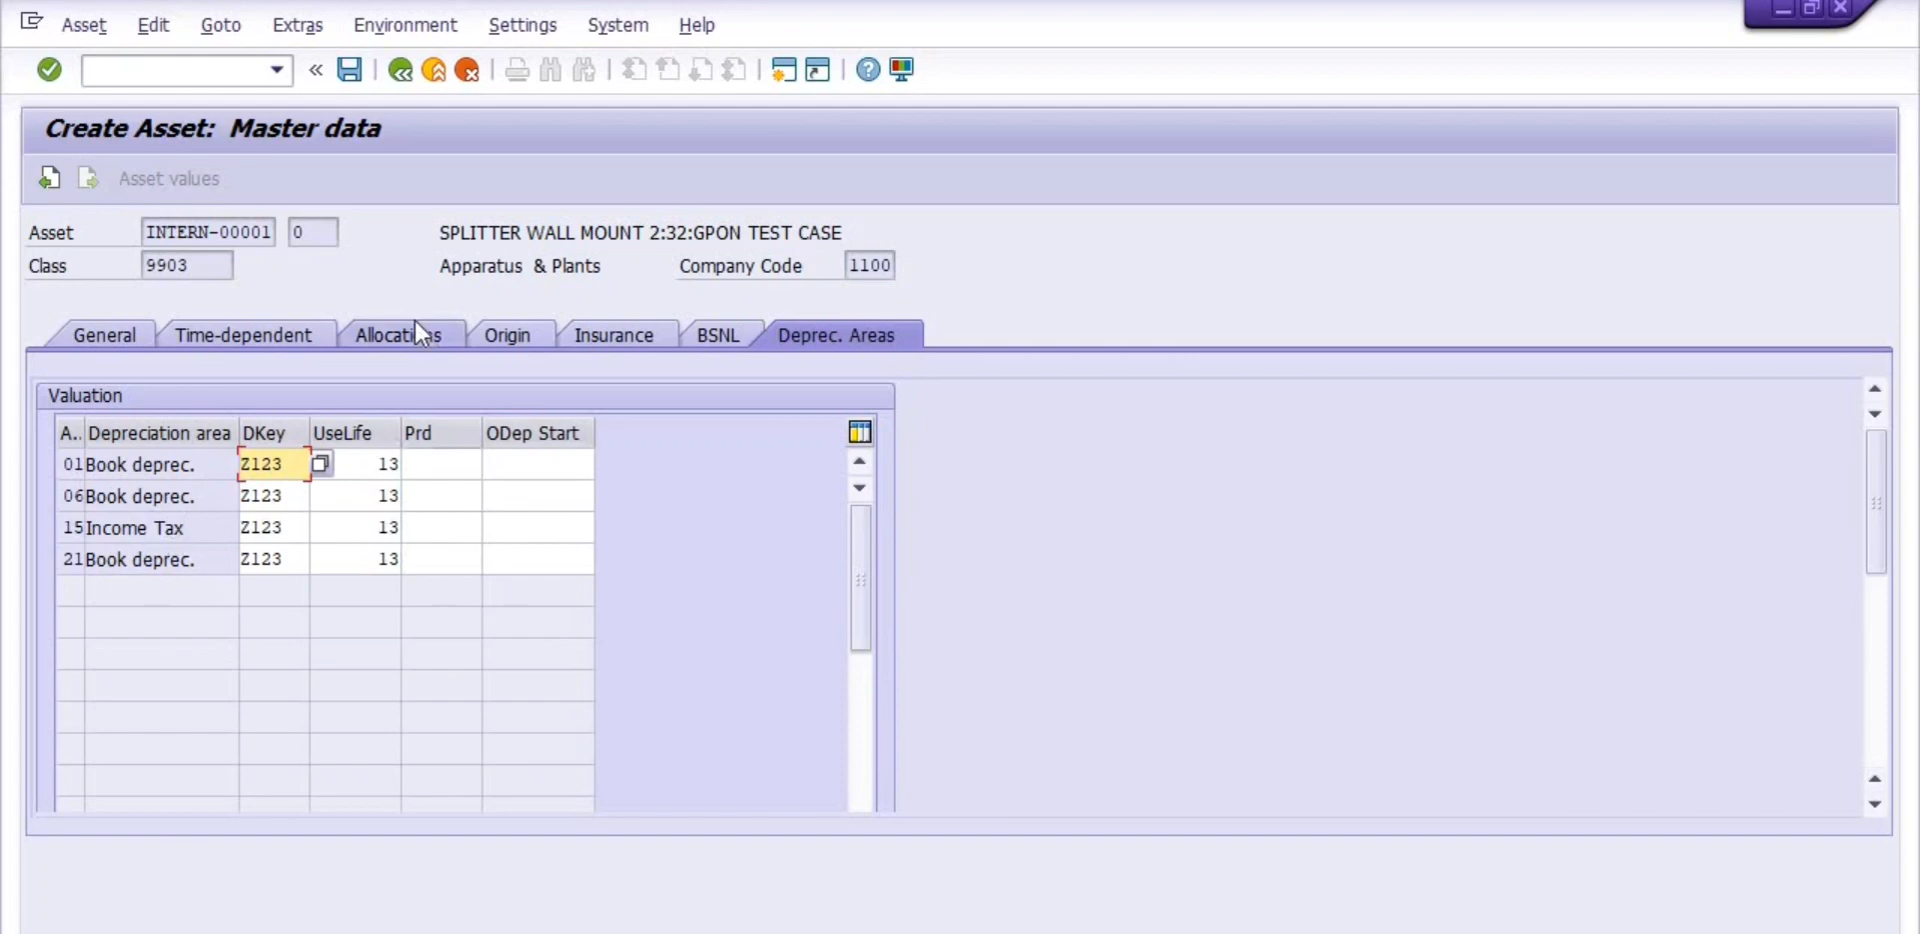 Asset Edit Goto Extras Environment Settings System Help
Create Asset: Master data
Asset values
Asset INTERN-00001 0 SPLITTER WALL MOUNT 2:32:GPON TEST CASE
Class 9903 Apparatus & Plants Company Code 1100
General Time-dependent Allocations Origin Insurance BSNL Deprec. Areas
Valuation
A.. Depreciation area DKey UseLife Prd ODep Start
01 Book deprec. Z123 13
06 Book deprec. Z123 13
15 Income Tax Z123 13
21 Book deprec. Z123 13